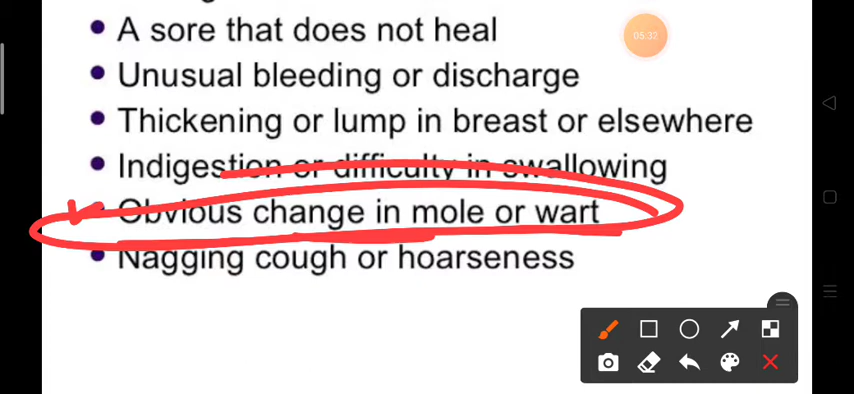 05:32
• A sore that does not heal
• Unusual bleeding or discharge
• Thickening or lump in breast or elsewhere
• Indigestion or difficulty in swallowing
Obvious change in mole or wart
• Nagging cough or hoarseness